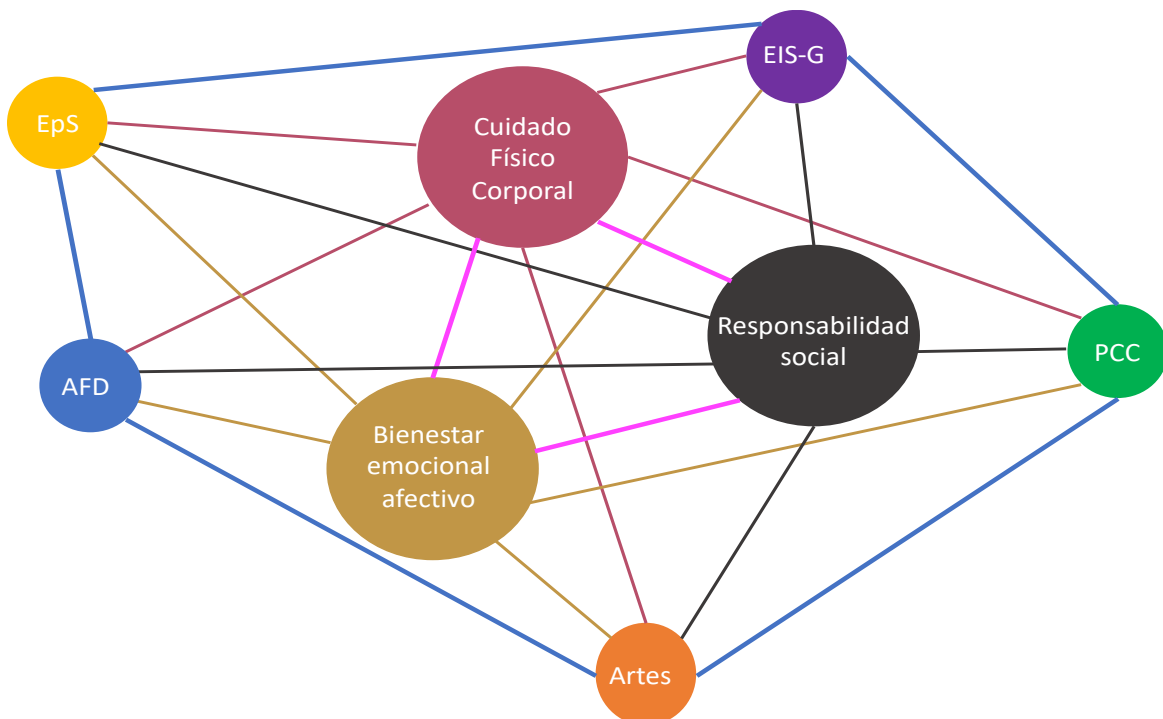 EIS-G
EpS
Cuidado
Físico
Corporal
Responsabilidad
social
PCC
AFD
Bienestar
emocional
afectivo
Artes